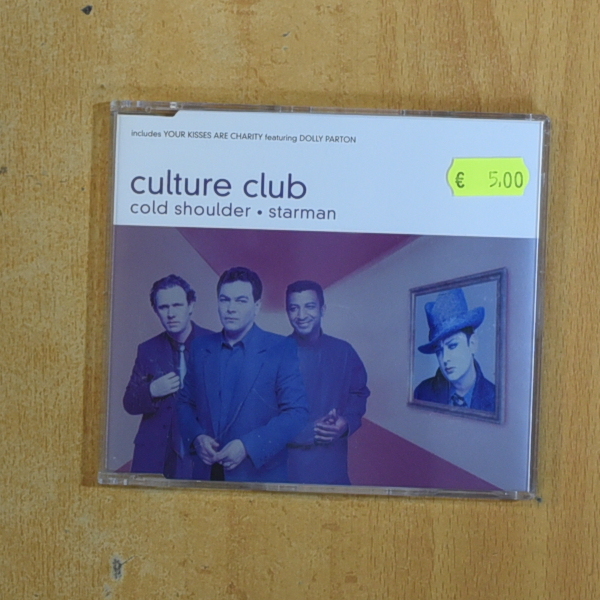 includes YOUR KISSES ARE CHARITY featuring DOLLY PARTON
culture club
€ 5.00
cold shoulder • starman